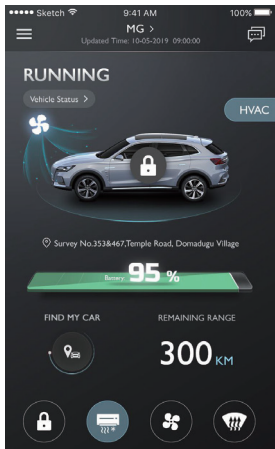 Sketch
9:41 AM
100%
MG >
Updated Time: 10-05-2019 09:00:00
RUNNING
Vehicle Status >
HVAC
Survey No.353&467,Temple Road, Domadugu Village
Battery 95 %
FIND MY CAR
REMAINING RANGE
300 KM